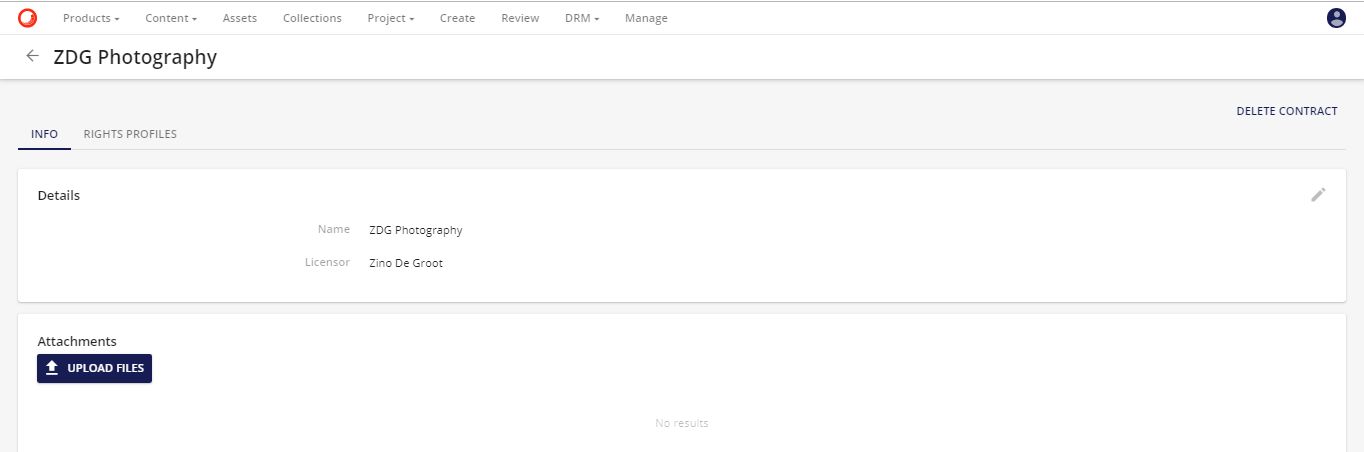 Products Content Assets Collections Project Create Review DRM Manage
ZDG Photography
DELETE CONTRACT
INFO RIGHTS PROFILES
Details
Name ZDG Photography
Licensor Zino De Groot
Attachments
UPLOAD FILES
No results